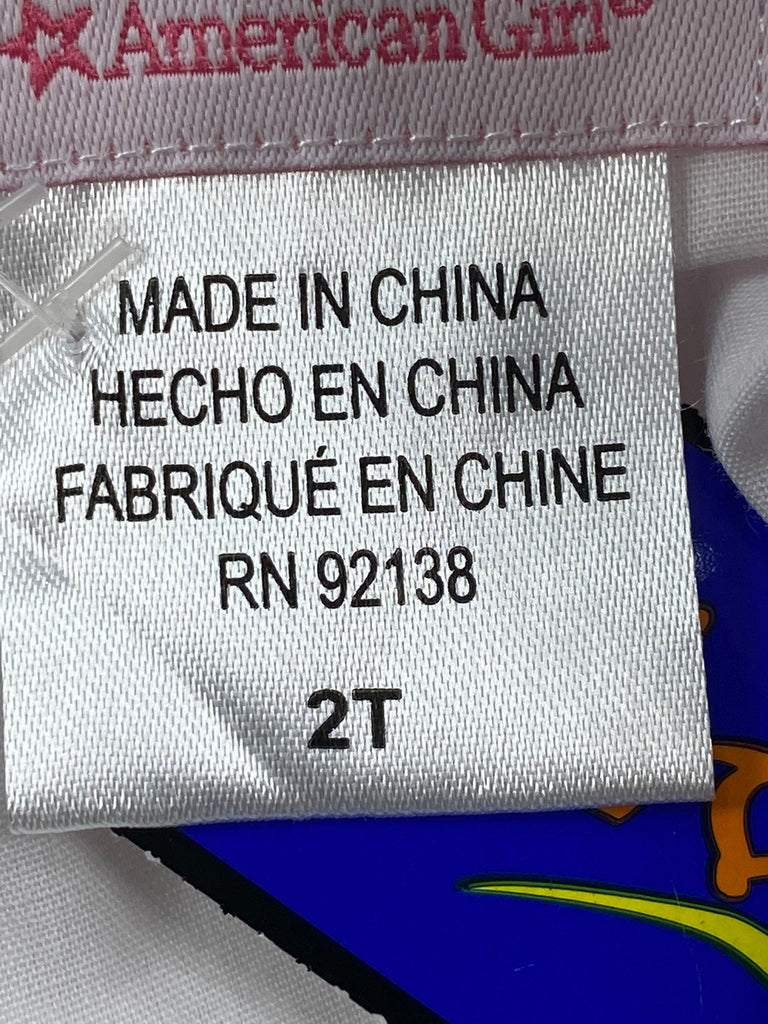 American Girl®
MADE IN CHINA
HECHO EN CHINA
FABRIQUÉ EN CHINE
RN 92138
2T